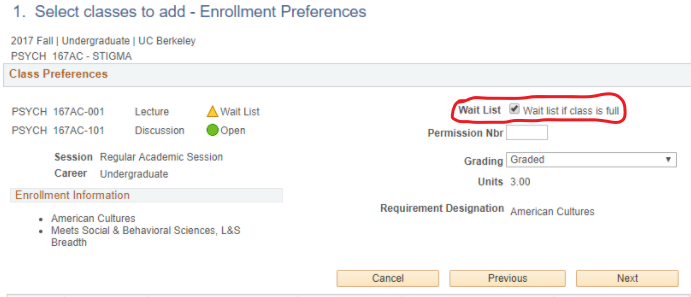 1. Select classes to add - Enrollment Preferences
2017 Fall | Undergraduate | UC Berkeley
PSYCH 167AC - STIGMA
Class Preferences
PSYCH 167AC-001 Lecture Wait List
PSYCH 167AC-101 Discussion Open
Session Regular Academic Session
Career Undergraduate
Enrollment Information
• American Cultures
• Meets Social & Behavioral Sciences, L&S
Breadth
Wait List Wait list if class is full
Permission Nbr
Grading Graded
Units 3.00
Requirement Designation American Cultures
Cancel Previous Next